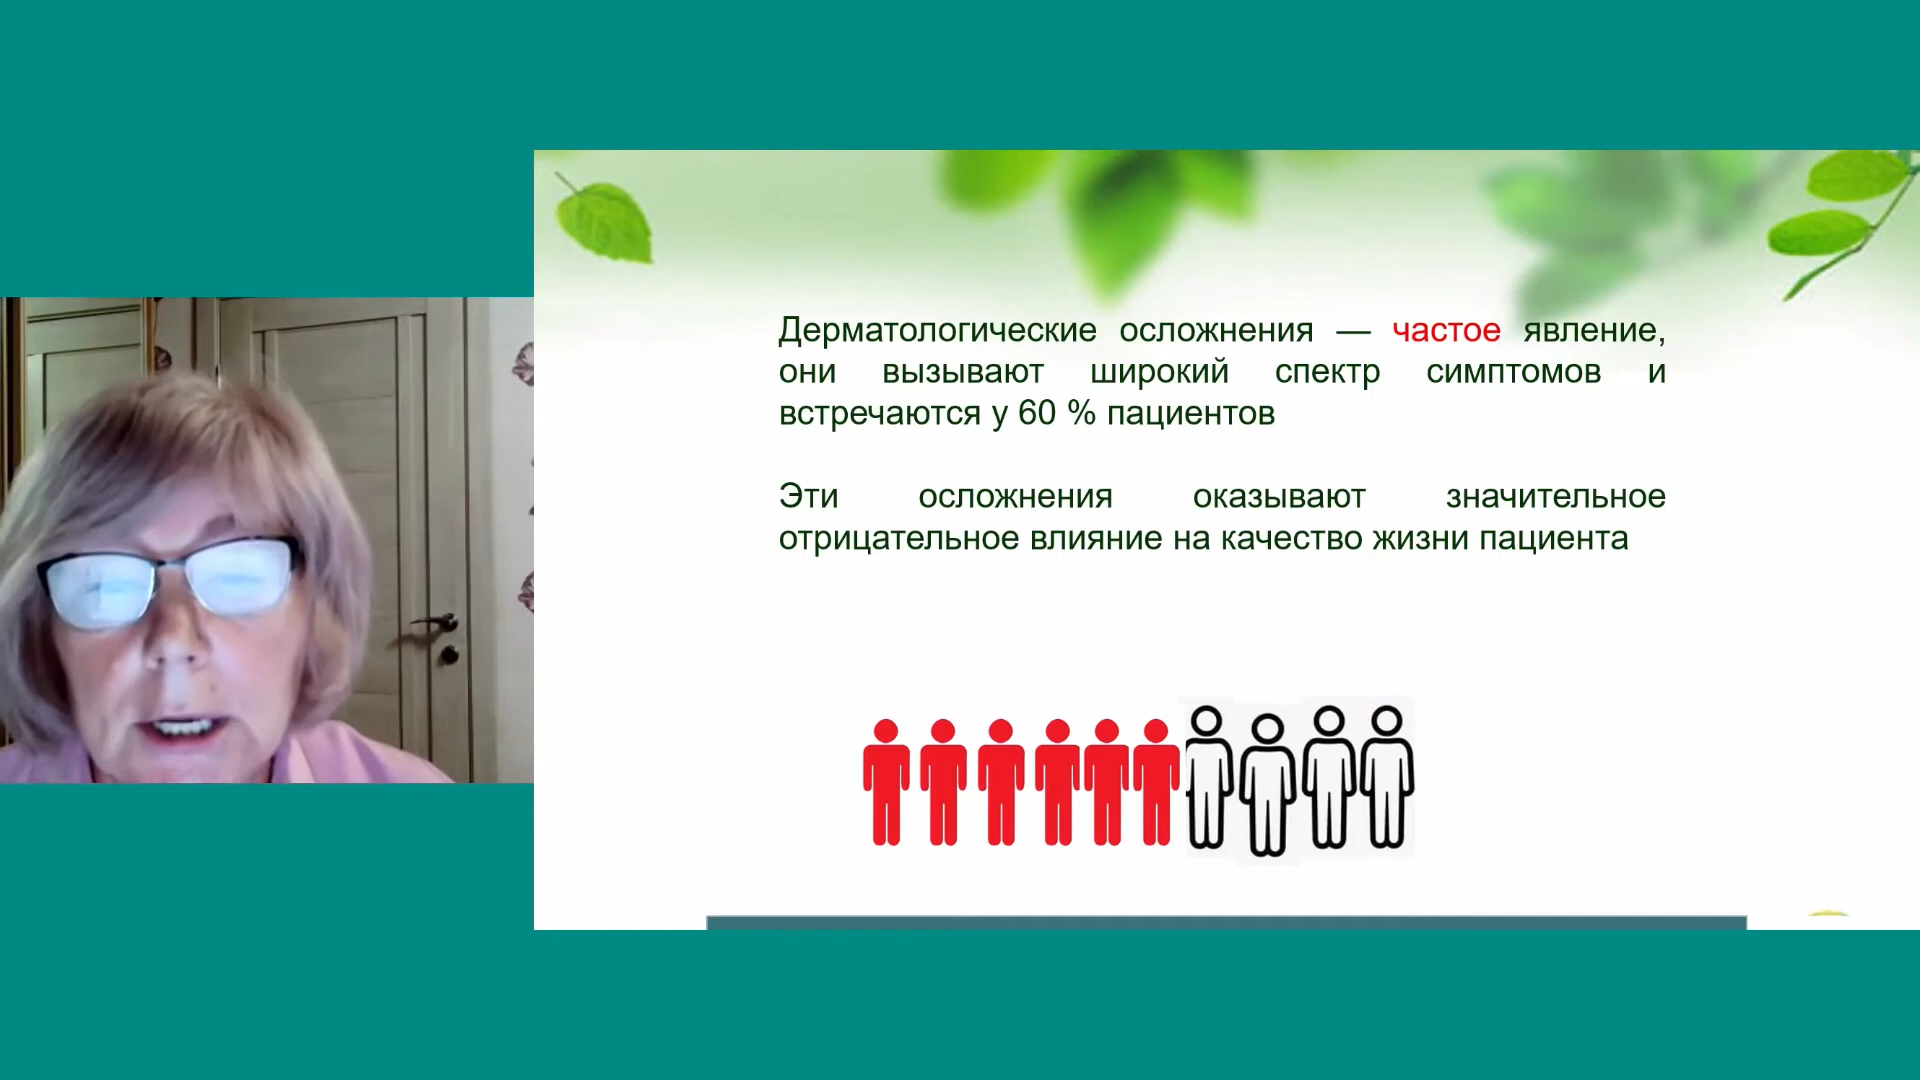 Дерматологические осложнения — частое явление,
они вызывают широкий спектр симптомов и
встречаются у 60 % пациентов
Эти осложнения оказывают значительное
отрицательное влияние на качество жизни пациента